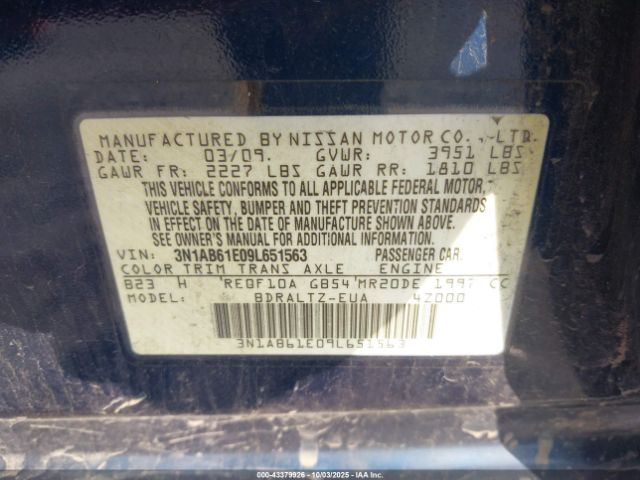 MANUFACTURED BY NISSAN MOTOR CO., LTD.
DATE: 03/09. GVWR: 3951 LBS
GAWR FR: 2227 LBS GAWR RR: 1810 LBS
THIS VEHICLE CONFORMS TO ALL APPLICABLE FEDERAL MOTOR,
VEHICLE SAFETY, BUMPER AND THEFT PREVENTION STANDARDS
IN EFFECT ON THE DATE OF MANUFACTURE SHOWN ABOVE.
SEE OWNER'S MANUAL FOR ADDITIONAL INFORMATION.
VIN: 3N1AB61E09L651563 PASSENGER CAR
COLOR TRIM TRANS AXLE ENGINE
B23 H RE0F10A GB54 MR20DE 1997 CC
MODEL: BDRALTZ-EUA 4Z000
3N1AB61E09L651563
000-43379926 - 10/03/2025 - IAAI.COM